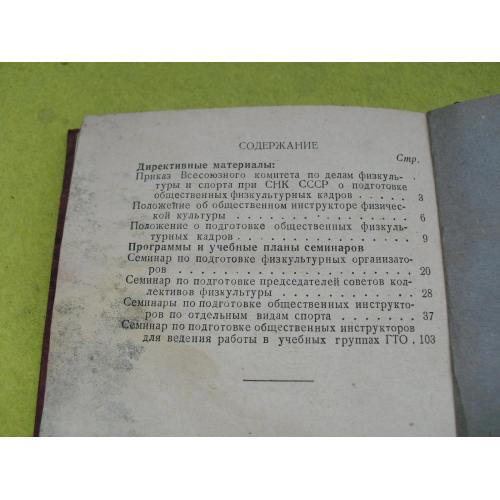 СОДЕРЖАНИЕ
Стр.
Директивные материалы:
Приказ Всесоюзного комитета по делам физкуль-
туры и спорта при СНК СССР о подготовке
общественных физкультурных кадров . . . . . 3
Положение об общественном инструкторе физичес-
кой культуры . . . . . . . . . . . . . . 6
Положение о подготовке общественных физкуль-
турных кадров . . . . . . . . . . . . . . 9
Программы и учебные планы семинаров
Семинар по подготовке физкультурных организато-
ров . . . . . . . . . . . . . . . . . . 20
Семинар по подготовке председателей советов кол-
лективов физкультуры . . . . . . . . . . . 28
Семинары по подготовке общественных инструкто-
ров по отдельным видам спорта . . . . . . . 37
Семинар по подготовке общественных инструкторов
для ведения работы в учебных группах ГТО . 103